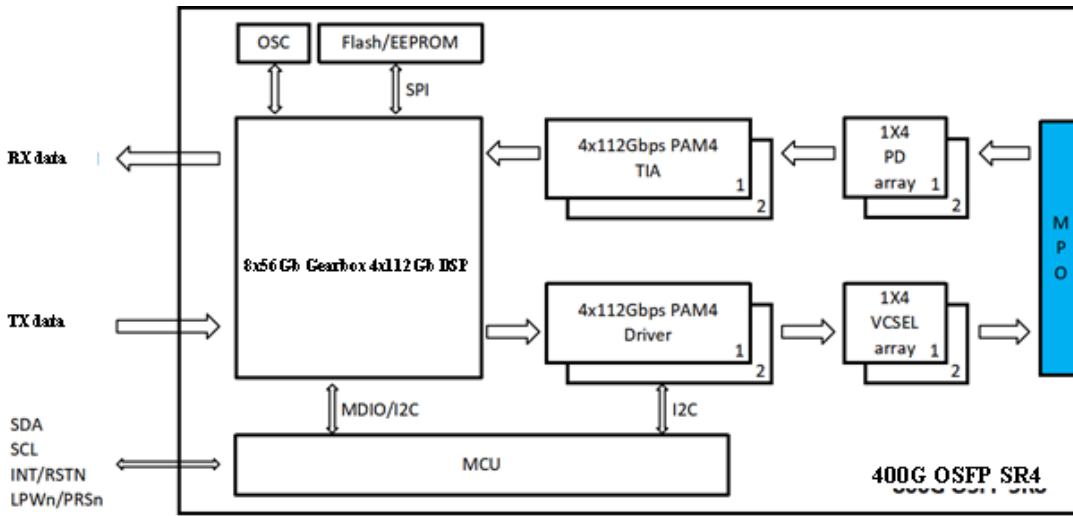 OSC
Flash/EEPROM
SPI
RX data
4x112Gbps PAM4
TIA
1
2
1X4
PD
array 1
2
M
P
O
8x56Gb Gearbox 4x112Gb DSP
TX data
4x112Gbps PAM4
Driver
1
2
1X4
VCSEL
array 1
2
MDIO/I2C
I2C
SDA
SCL
INT/RSTN
LPWn/PRSn
MCU
400G OSFP SR4